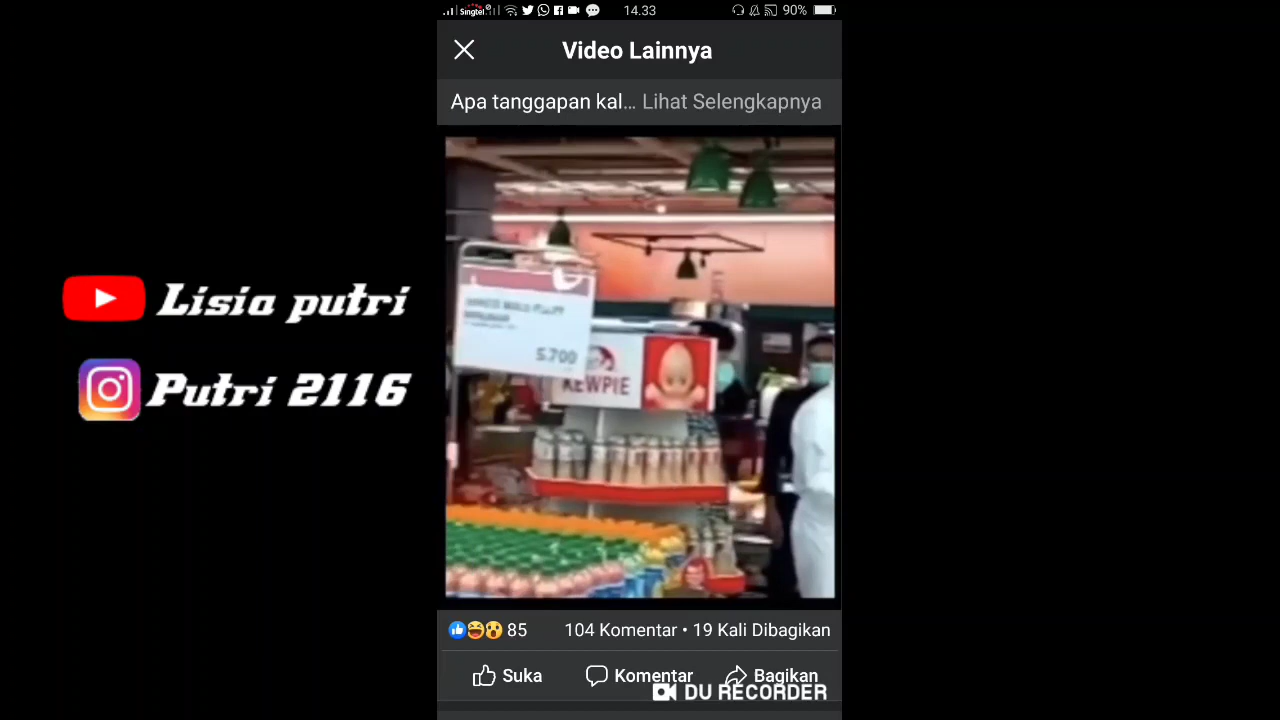 Singtel
14.33
90%
Video Lainnya
Apa tanggapan kal... Lihat Selengkapnya
5.700
KEWPIE
Lisia putri
Putri 2116
85
104 Komentar • 19 Kali Dibagikan
Suka
Komentar
Bagikan
DU RECORDER